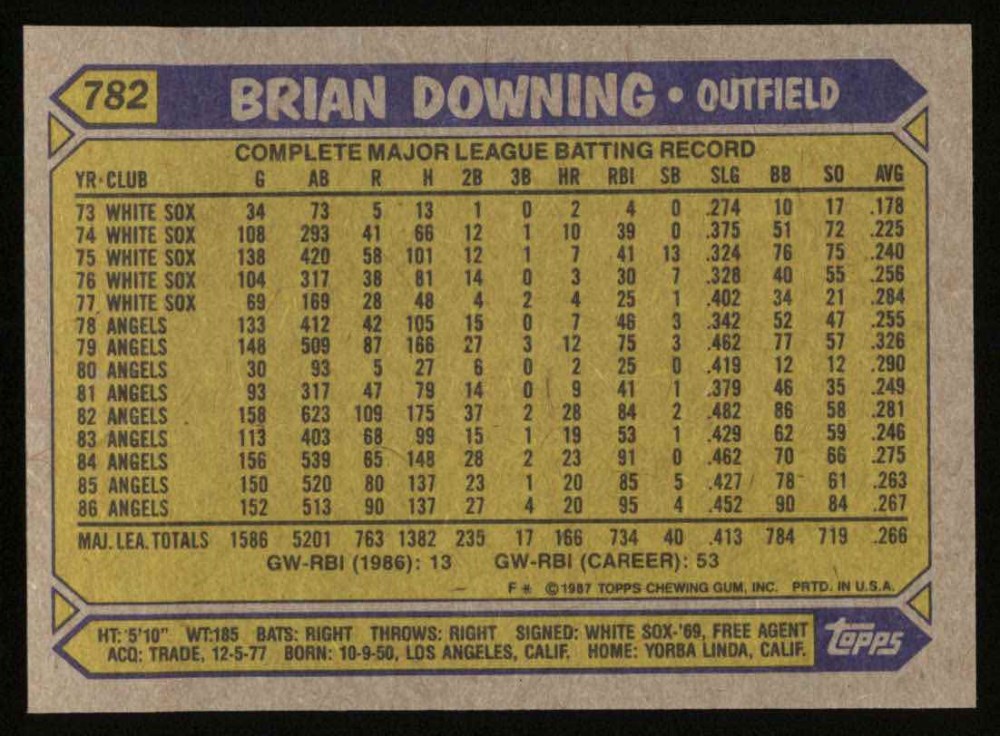 782 BRIAN DOWNING • OUTFIELD
COMPLETE MAJOR LEAGUE BATTING RECORD
YR•CLUB G AB R H 2B 3B HR RBI SB SLG BB SO AVG
73 WHITE SOX 34 73 5 13 1 0 2 4 0 .274 10 17 .178
74 WHITE SOX 108 293 41 66 12 1 10 39 0 .375 51 72 .225
75 WHITE SOX 138 420 58 101 12 1 7 41 13 .324 76 75 .240
76 WHITE SOX 104 317 38 81 14 0 3 30 7 .328 40 55 .256
77 WHITE SOX 69 169 28 48 4 2 4 25 1 .402 34 21 .284
78 ANGELS 133 412 42 105 15 0 7 46 3 .342 52 47 .255
79 ANGELS 148 509 87 166 27 3 12 75 3 .462 77 57 .326
80 ANGELS 30 93 5 27 6 0 2 25 0 .419 12 12 .290
81 ANGELS 93 317 47 79 14 0 9 41 1 .379 46 35 .249
82 ANGELS 158 623 109 175 37 2 28 84 2 .482 86 58 .281
83 ANGELS 113 403 68 99 15 1 19 53 1 .429 62 59 .246
84 ANGELS 156 539 65 148 28 2 23 91 0 .462 70 66 .275
85 ANGELS 150 520 80 137 23 1 20 85 5 .427 78 61 .263
86 ANGELS 152 513 90 137 27 4 20 95 4 .452 90 84 .267
MAJ. LEA. TOTALS 1586 5201 763 1382 235 17 166 734 40 .413 784 719 .266
GW-RBI (1986): 13 GW-RBI (CAREER): 53
F* ©1987 TOPPS CHEWING GUM, INC. PRTD. IN U.S.A.
HT: 5'10" WT:185 BATS: RIGHT THROWS: RIGHT SIGNED: WHITE SOX-'69, FREE AGENT
ACQ: TRADE, 12-5-77 BORN: 10-9-50, LOS ANGELES, CALIF. HOME: YORBA LINDA, CALIF.
topps